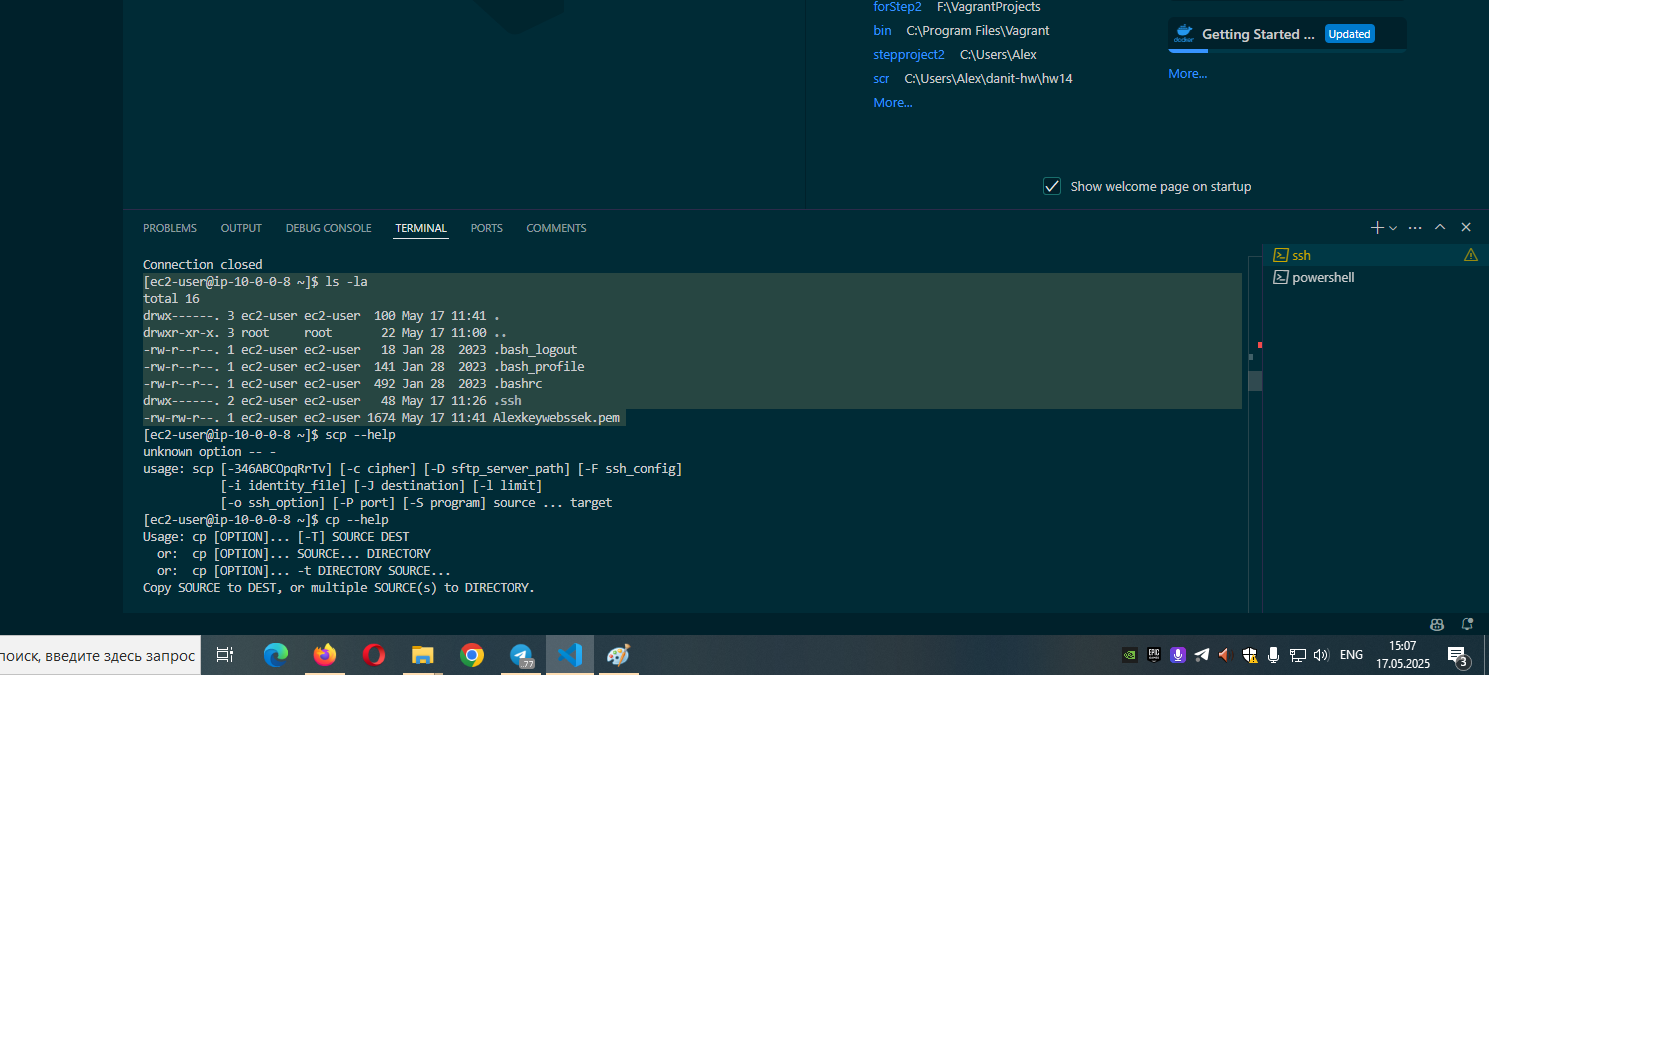 forStep2 F:\VagrantProjects
bin C:\Program Files\Vagrant
stepproject2 C:\Users\Alex
scr C:\Users\Alex\danit-hw\hw14
More...
docker Getting Started ... Updated
More...
Show welcome page on startup
PROBLEMS OUTPUT DEBUG CONSOLE TERMINAL PORTS COMMENTS
ssh
powershell
Connection closed
[ec2-user@ip-10-0-0-8 ~]$ ls -la
total 16
drwx------. 3 ec2-user ec2-user  100 May 17 11:41 .
drwxr-xr-x. 3 root     root       22 May 17 11:00 ..
-rw-r--r--. 1 ec2-user ec2-user   18 Jan 28  2023 .bash_logout
-rw-r--r--. 1 ec2-user ec2-user  141 Jan 28  2023 .bash_profile
-rw-r--r--. 1 ec2-user ec2-user  492 Jan 28  2023 .bashrc
drwx------. 2 ec2-user ec2-user   48 May 17 11:26 .ssh
-rw-rw-r--. 1 ec2-user ec2-user 1674 May 17 11:41 Alexkeywebssek.pem
[ec2-user@ip-10-0-0-8 ~]$ scp --help
unknown option -- -
usage: scp [-346ABCOpqRrTv] [-c cipher] [-D sftp_server_path] [-F ssh_config]
           [-i identity_file] [-J destination] [-l limit]
           [-o ssh_option] [-P port] [-S program] source ... target
[ec2-user@ip-10-0-0-8 ~]$ cp --help
Usage: cp [OPTION]... [-T] SOURCE DEST
  or:  cp [OPTION]... SOURCE... DIRECTORY
  or:  cp [OPTION]... -t DIRECTORY SOURCE...
Copy SOURCE to DEST, or multiple SOURCE(s) to DIRECTORY.
поиск, введите здесь запрос
.77
EPIC
ENG
15:07
17.05.2025
3